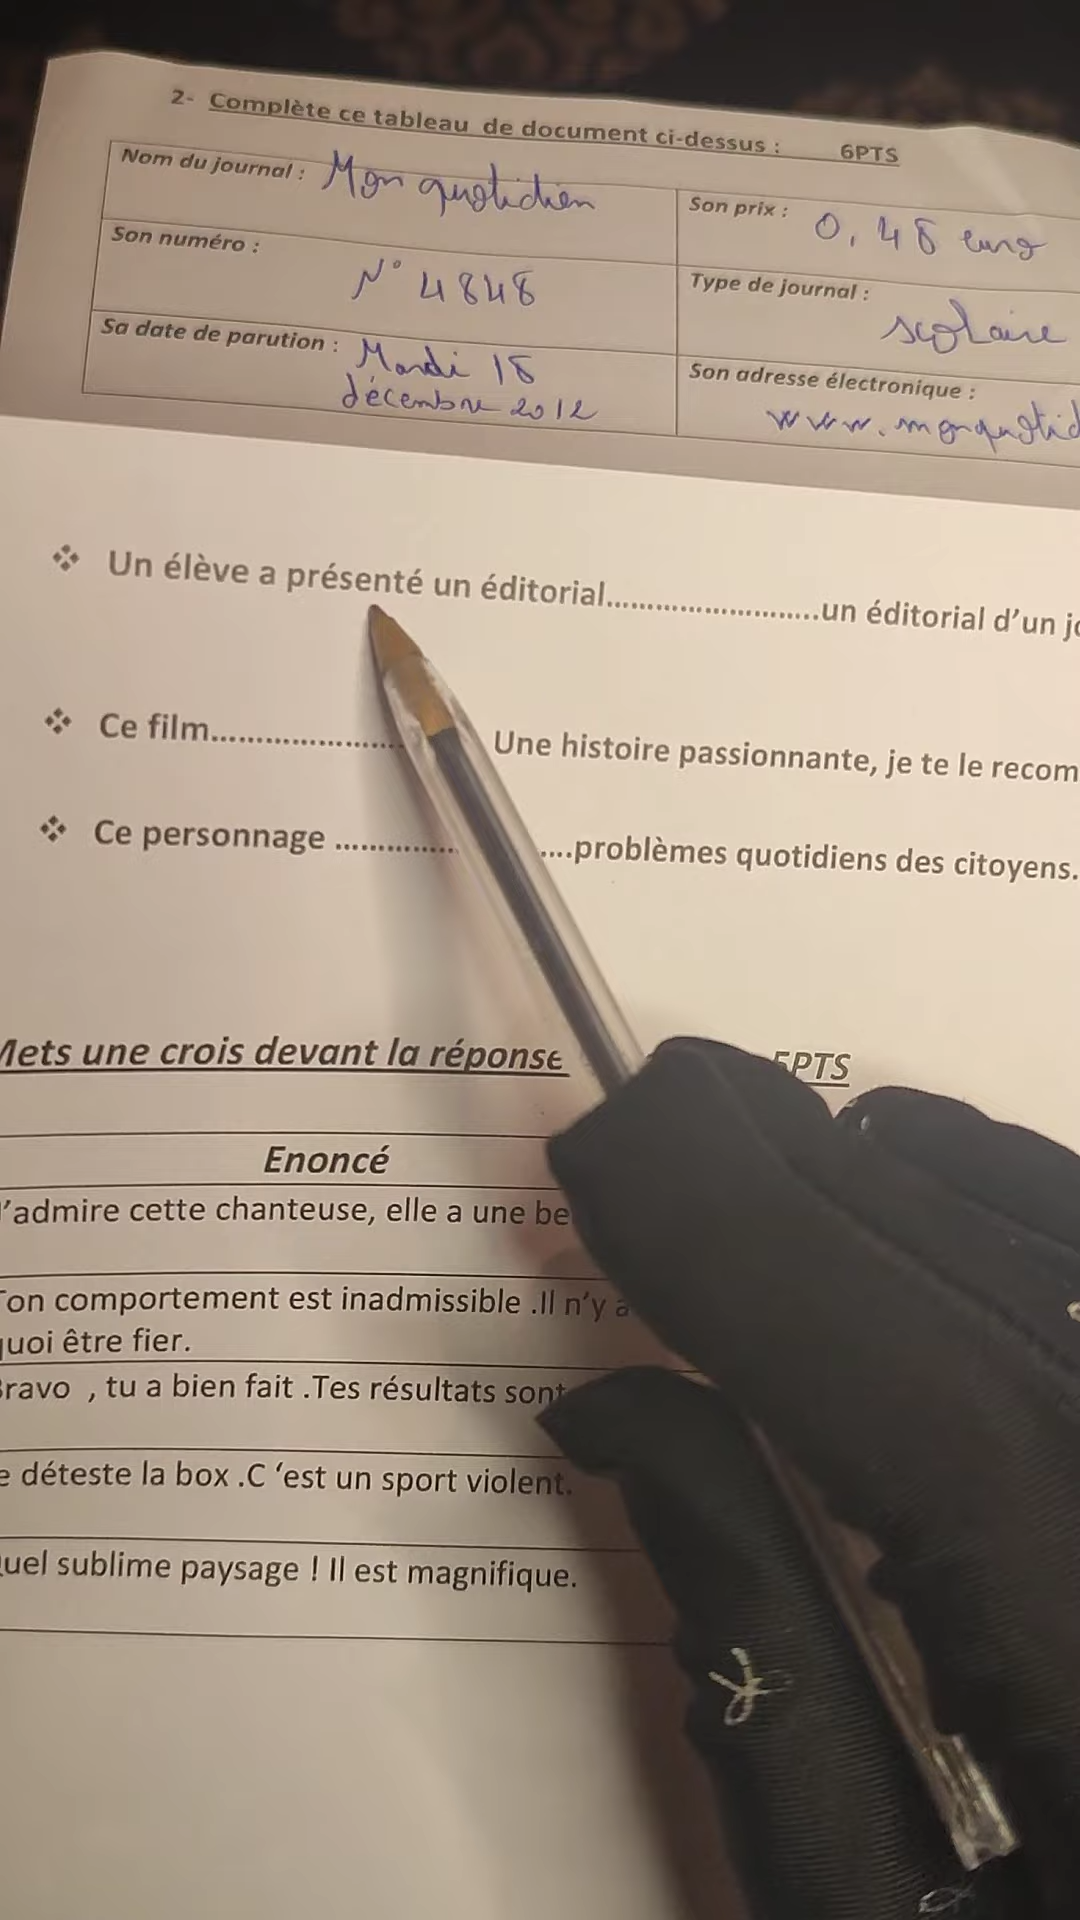 2- Complète ce tableau de document ci-dessus : 6PTS
Nom du journal : Mon quotidien
Son prix : 0,48 euro
Son numéro : N° 4848
Type de journal : scolaire
Sa date de parution : Mardi 18
décembre 2012
Son adresse électronique :
www.monquotid
❖ Un élève a présenté un éditorial...........................un éditorial d'un jo
❖ Ce film........................ Une histoire passionnante, je te le recom
❖ Ce personnage .............. ....problèmes quotidiens des citoyens.
Mets une crois devant la réponse 5PTS
Enoncé
J'admire cette chanteuse, elle a une be
Ton comportement est inadmissible .Il n'y a
quoi être fier.
Bravo , tu a bien fait .Tes résultats sont
e déteste la box .C 'est un sport violent.
Quel sublime paysage ! Il est magnifique.